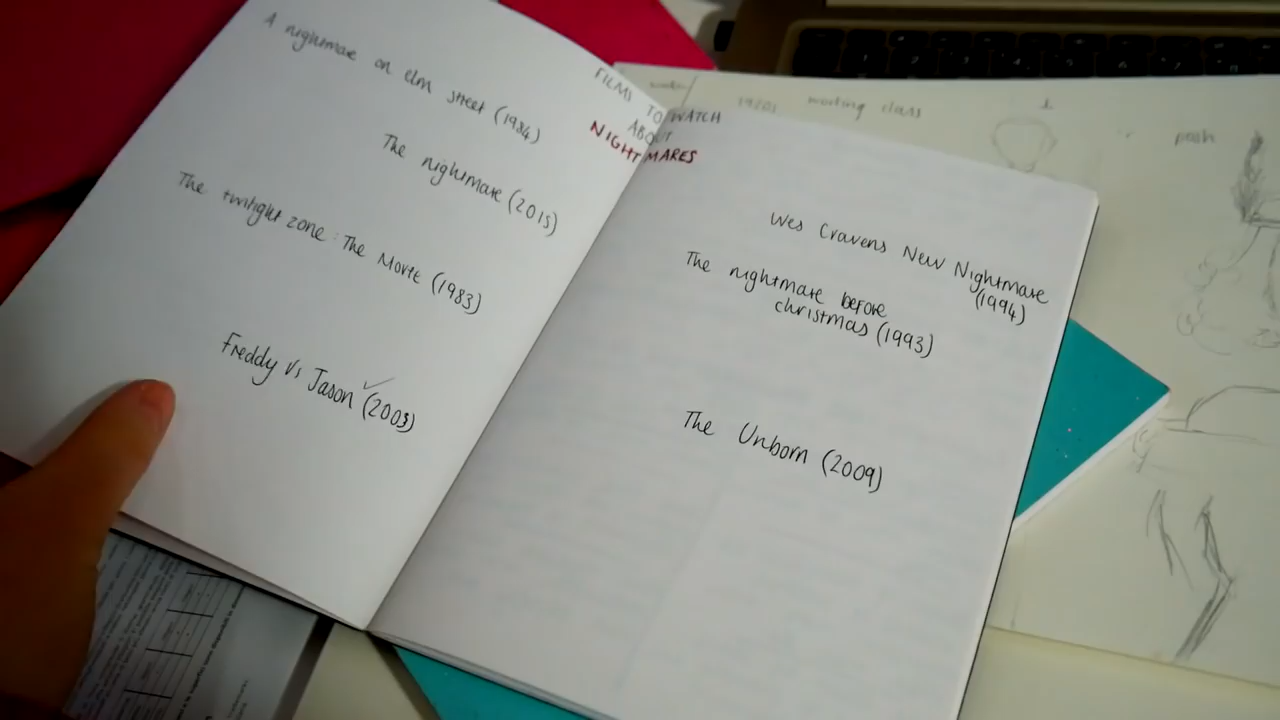 FILMS TO WATCH
ABOUT
NIGHTMARES
A nightmare on elm street (1984)
The nightmare (2015)
The twilight zone: The Movie (1983)
Freddy Vs Jason (2003)
Wes Cravens New Nightmare
(1994)
The nightmare before
christmas (1993)
The Unborn (2009)
1920s working class
posh